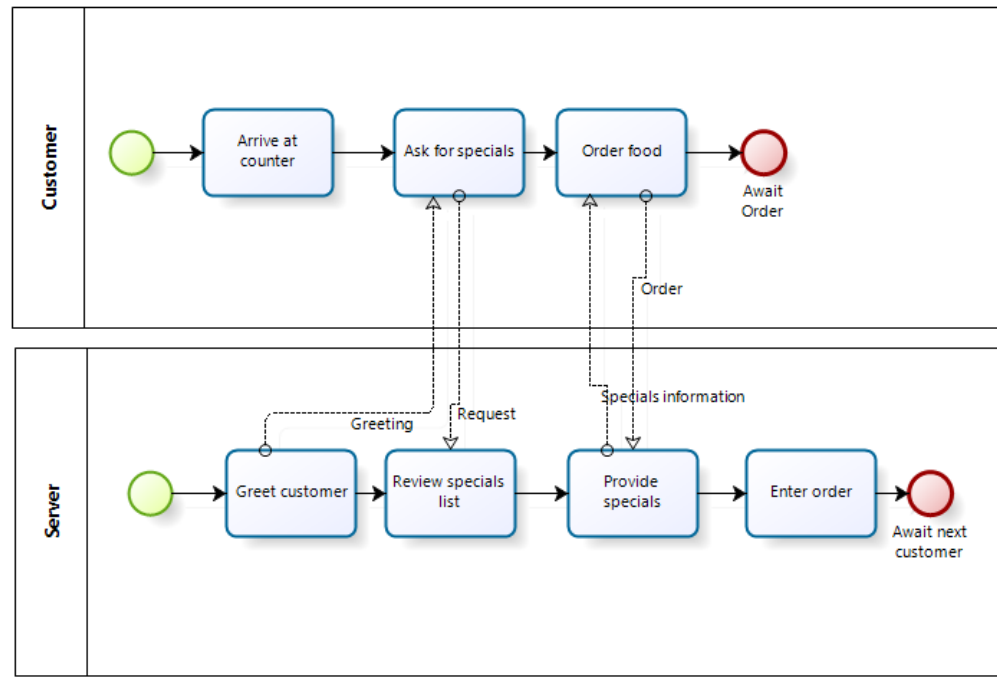 Customer
Arrive at
counter
Ask for specials
Order food
Await
Order
Order
Specials information
Greeting
Request
Server
Greet customer
Review specials
list
Provide
specials
Enter order
Await next
customer